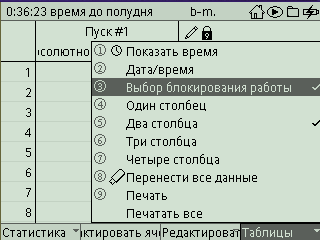 0:36:23 время до полудня b-m.
Пуск #1
солютно
1
2
3
4
5
6
7
8
① Показать время
② Дата/время
③ Выбор блокирования работы
④ Один столбец
⑤ Два столбца
⑥ Три столбца
⑦ Четыре столбца
⑧ Перенести все данные
⑨ Печать
Печатать все
Статистика ктировать яче Редактироват Таблицы